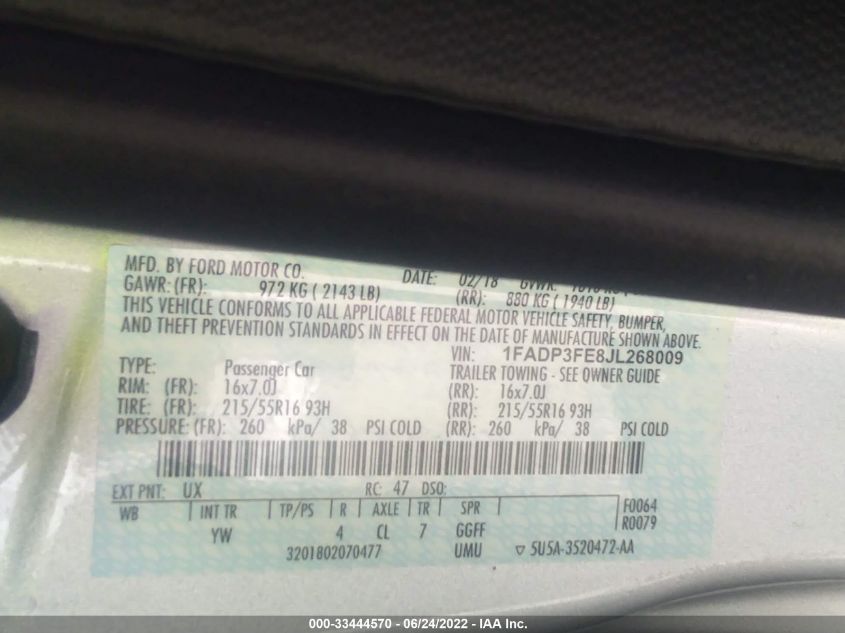 MFD. BY FORD MOTOR CO. DATE: 02/18 GVWR:
GAWR: (FR): 972 KG ( 2143 LB) (RR): 880 KG ( 1940 LB)
THIS VEHICLE CONFORMS TO ALL APPLICABLE FEDERAL MOTOR VEHICLE SAFETY, BUMPER,
AND THEFT PREVENTION STANDARDS IN EFFECT ON THE DATE OF MANUFACTURE SHOWN ABOVE.
VIN: 1FADP3FE8JL268009
TYPE: Passenger Car TRAILER TOWING - SEE OWNER GUIDE
RIM: (FR): 16x7.0J (RR): 16x7.0J
TIRE: (FR): 215/55R16 93H (RR): 215/55R16 93H
PRESSURE: (FR): 260 kPa/ 38 PSI COLD (RR): 260 kPa/ 38 PSI COLD
EXT PNT: UX RC: 47 DSO:
WB INT TR TP/PS R AXLE TR SPR F0064
YW 4 CL 7 GGFF R0079
3201802070477 UMU ▽ 5U5A-3520472-AA
000-33444570 - 06/24/2022 - IAA Inc.